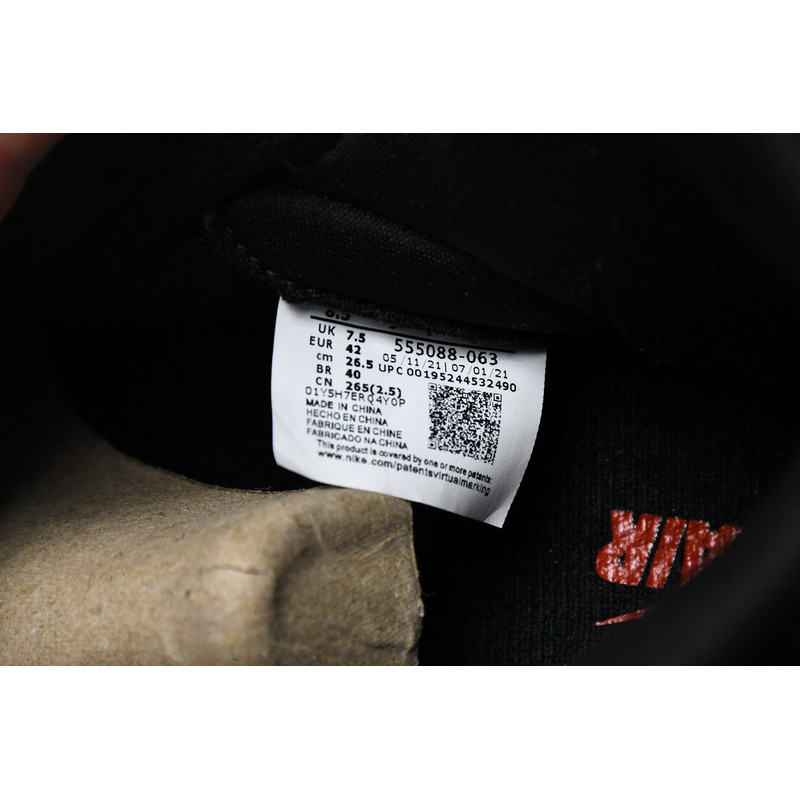 8.5
UK 7.5
EUR 42 555088-063
cm 26.5 05/11/21| 07/01/21
BR 40 UPC 00195244532490
CN 265(2.5)
01Y5H7ERQ4Y0P
MADE IN CHINA
HECHO EN CHINA
FABRIQUE EN CHINE
FABRICADO NA CHINA
This product is covered by one or more patents:
www.nike.com/patentsvirtualmarking
AIR